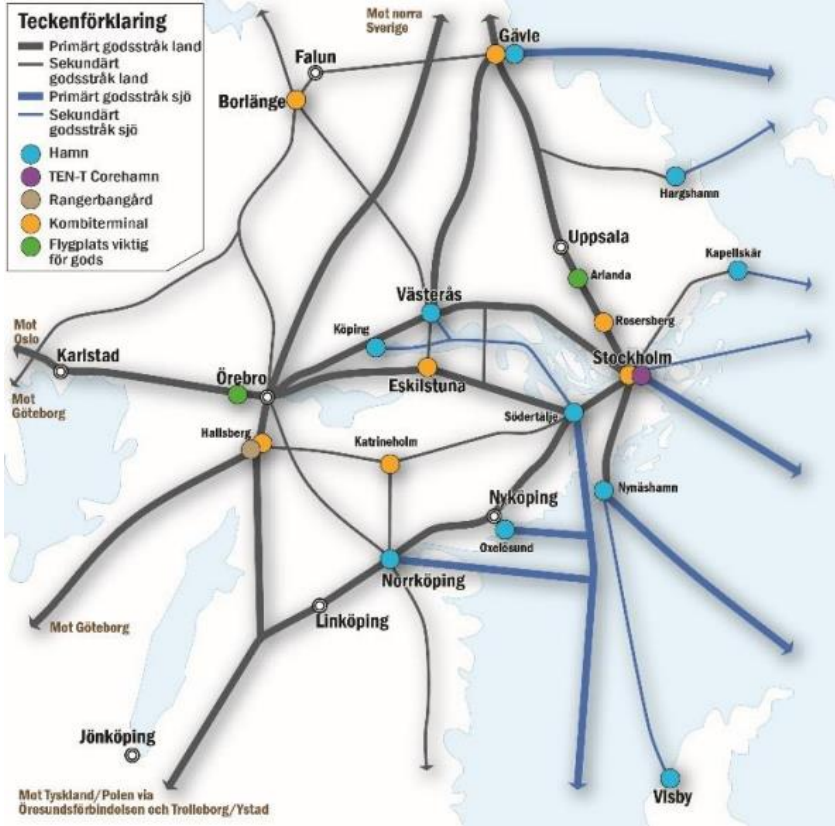 Teckenförklaring
Primärt godsstråk land
Sekundärt
godsstråk land
Primärt godsstråk sjö
Sekundärt
godsstråk sjö
Hamn
TEN-T Corehamn
Rangerbangård
Kombiterminal
Flygplats viktig
för gods
Mot norra
Sverige
Gävle
Falun
Borlänge
Hargshamn
Uppsala
Kapellskär
Arlanda
Västerås
Rosersberg
Köping
Mot
Oslo
Karlstad
Stockholm
Örebro
Eskilstuna
Mot
Göteborg
Södertälje
Hallsberg
Katrineholm
Nynäshamn
Nyköping
Oxelösund
Norrköping
Mot Göteborg
Linköping
Jönköping
Mot Tyskland/Polen via
Öresundsförbindelsen och Trolleborg/Ystad
Visby